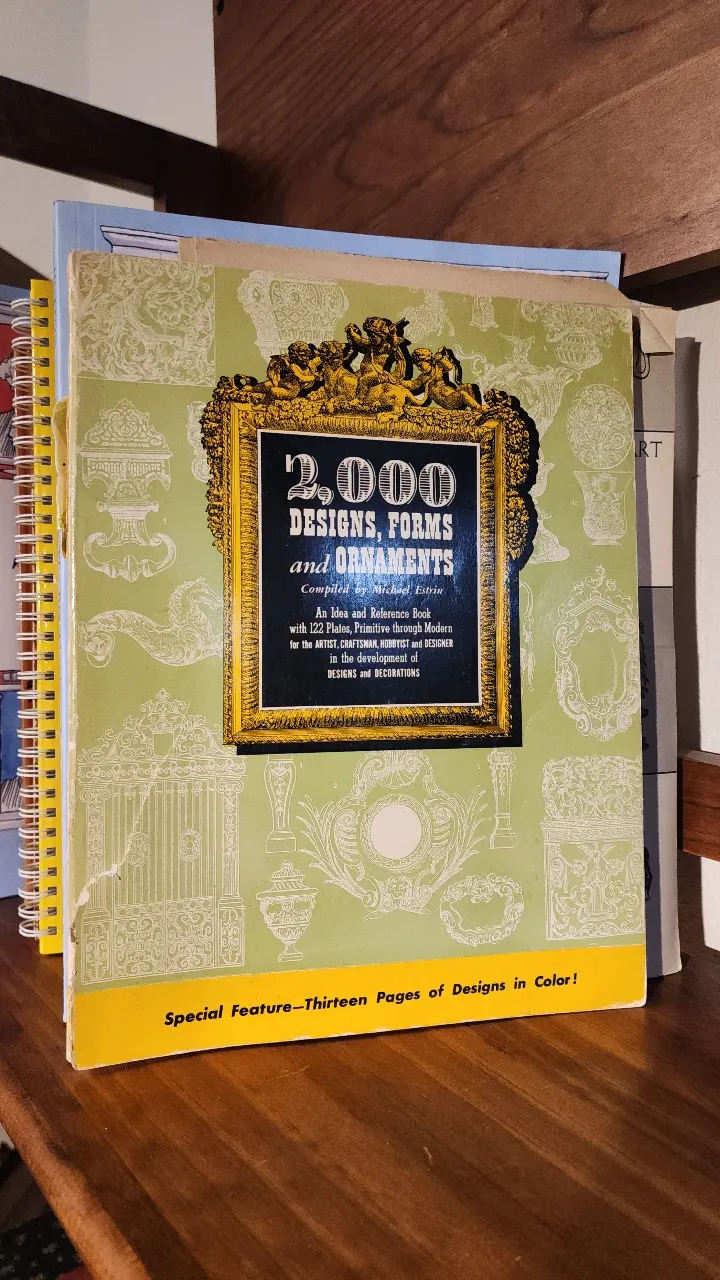 2,000
DESIGNS, FORMS
and ORNAMENTS
Compiled by Michael Estrin
An Idea and Reference Book
with 122 Plates, Primitive through Modern
for the ARTIST, CRAFTSMAN, HOBBYIST and DESIGNER
in the development of
DESIGNS and DECORATIONS
Special Feature—Thirteen Pages of Designs in Color!